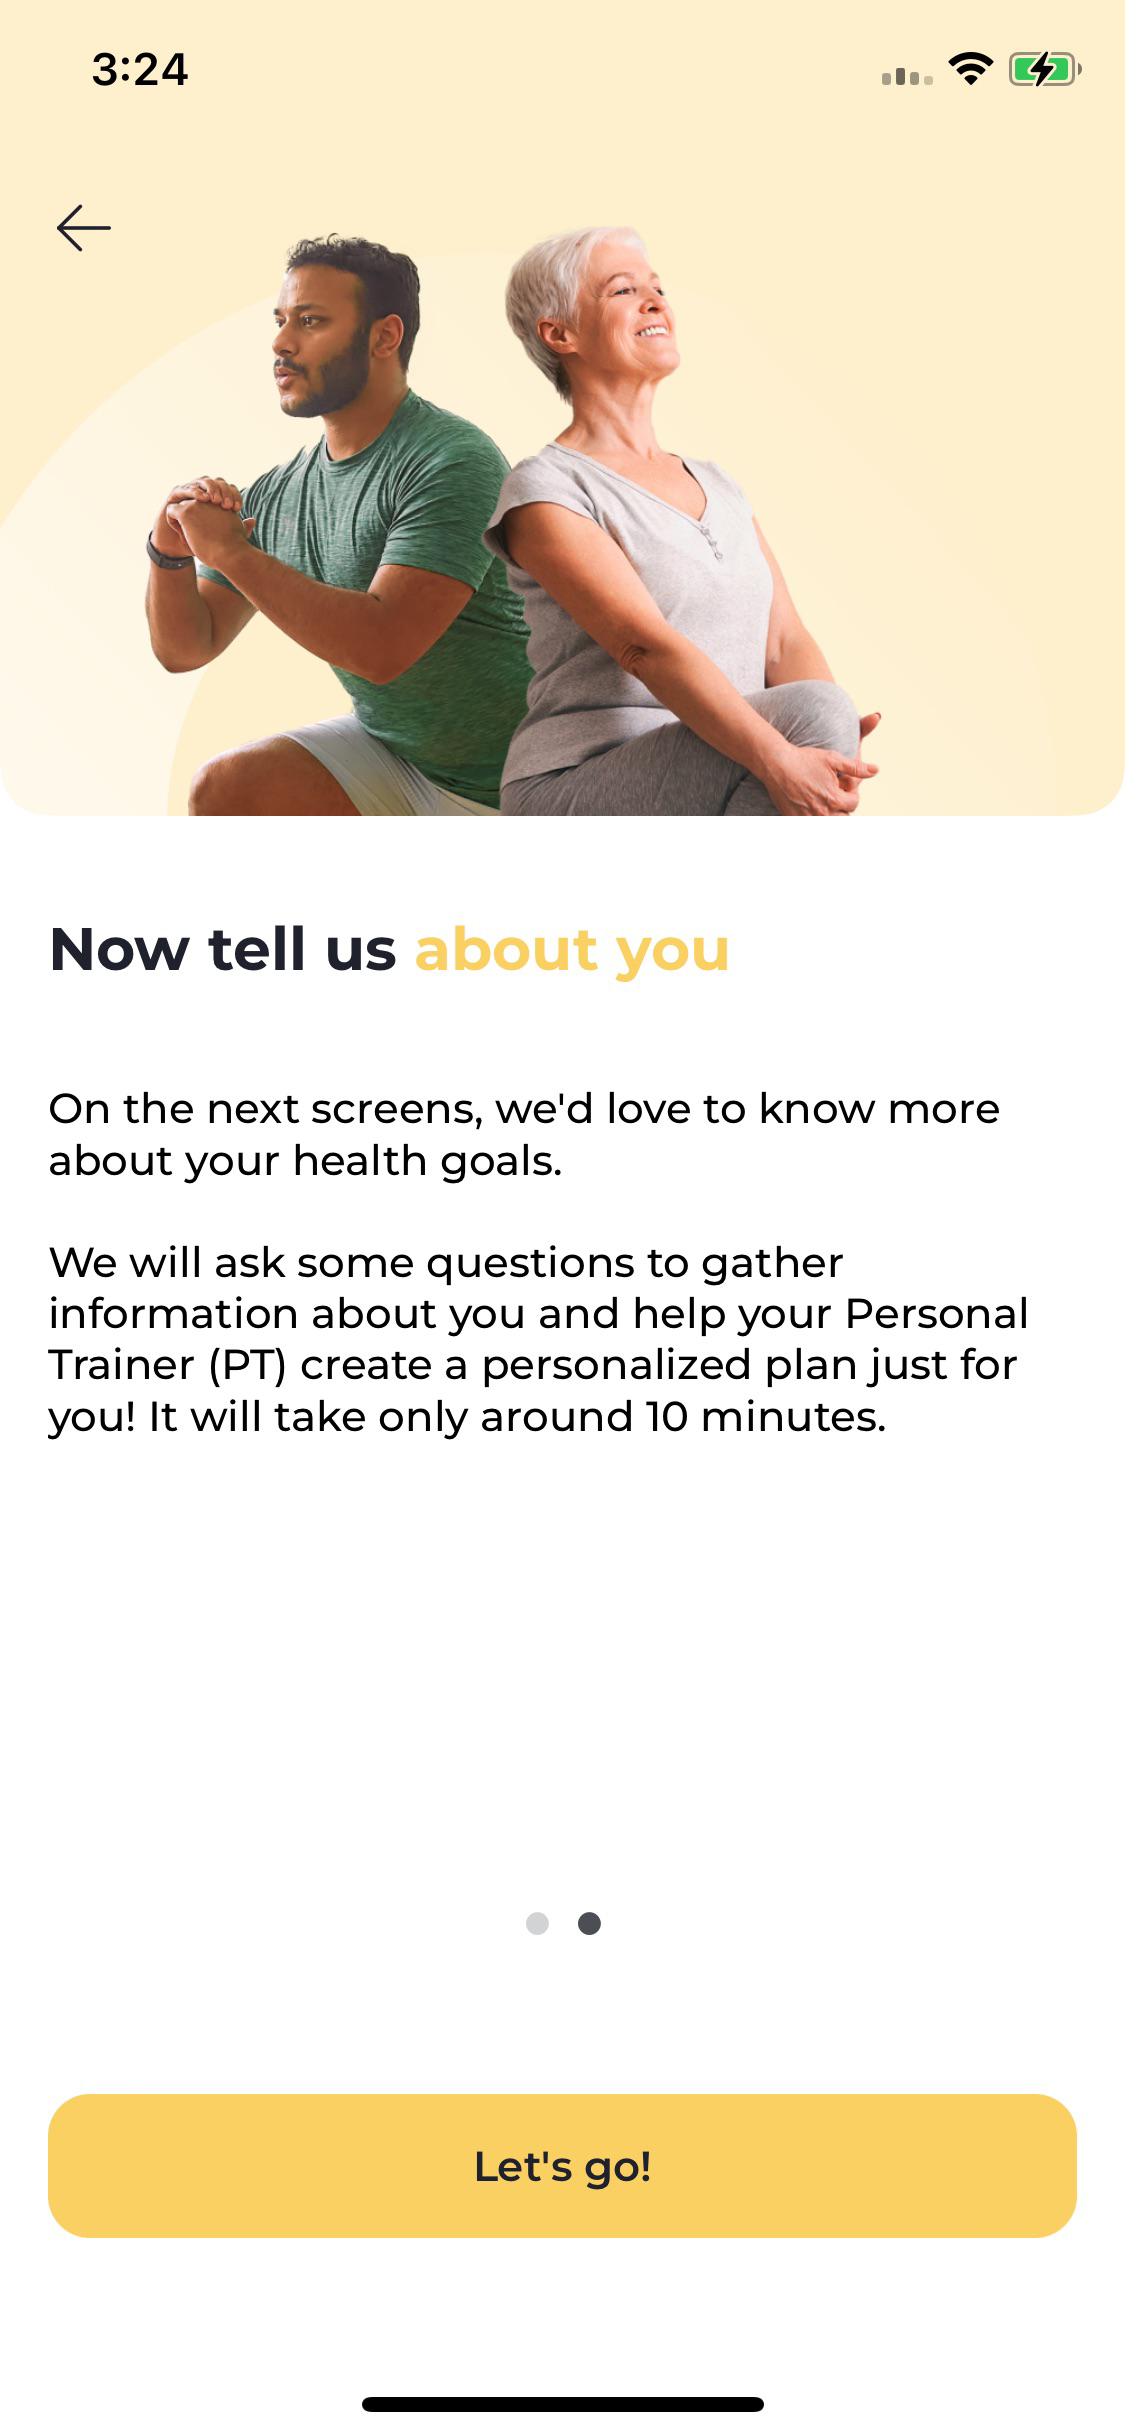 3:24
Now tell us about you
On the next screens, we'd love to know more
about your health goals.
We will ask some questions to gather
information about you and help your Personal
Trainer (PT) create a personalized plan just for
you! It will take only around 10 minutes.
Let's go!